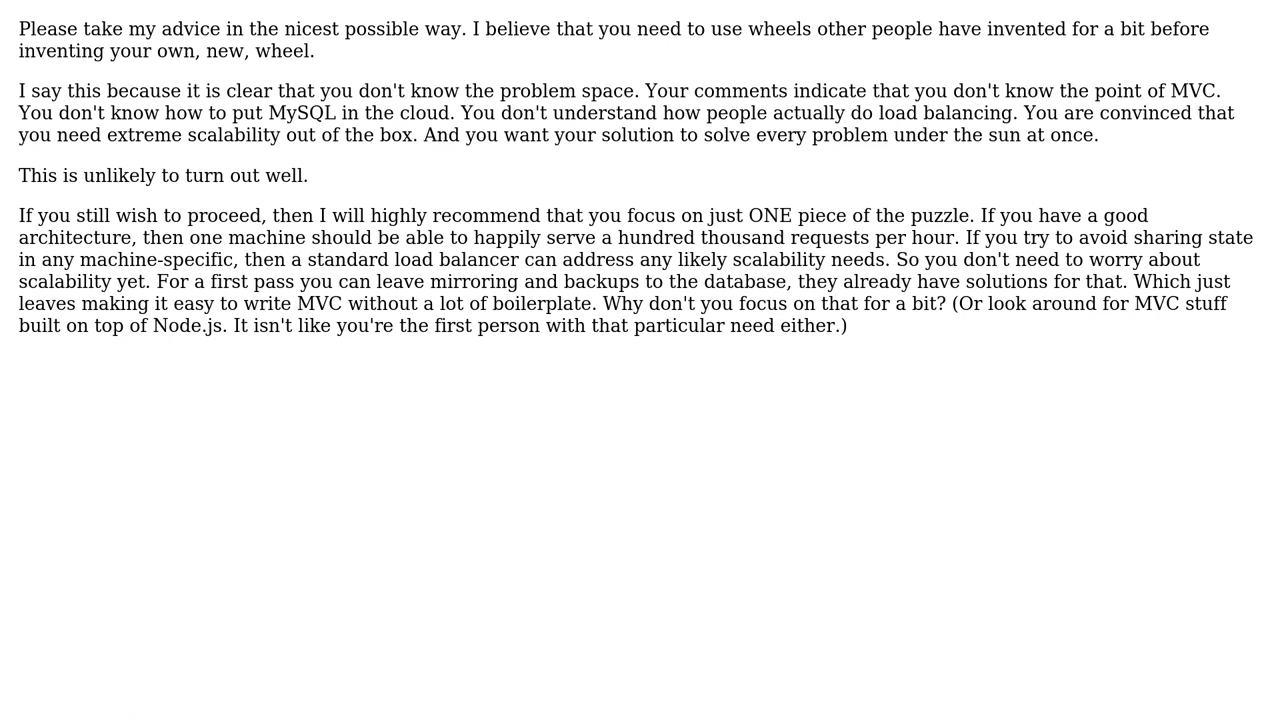 Please take my advice in the nicest possible way. I believe that you need to use wheels other people have invented for a bit before
inventing your own, new, wheel.
I say this because it is clear that you don't know the problem space. Your comments indicate that you don't know the point of MVC.
You don't know how to put MySQL in the cloud. You don't understand how people actually do load balancing. You are convinced that
you need extreme scalability out of the box. And you want your solution to solve every problem under the sun at once.
This is unlikely to turn out well.
If you still wish to proceed, then I will highly recommend that you focus on just ONE piece of the puzzle. If you have a good
architecture, then one machine should be able to happily serve a hundred thousand requests per hour. If you try to avoid sharing state
in any machine-specific, then a standard load balancer can address any likely scalability needs. So you don't need to worry about
scalability yet. For a first pass you can leave mirroring and backups to the database, they already have solutions for that. Which just
leaves making it easy to write MVC without a lot of boilerplate. Why don't you focus on that for a bit? (Or look around for MVC stuff
built on top of Node.js. It isn't like you're the first person with that particular need either.)